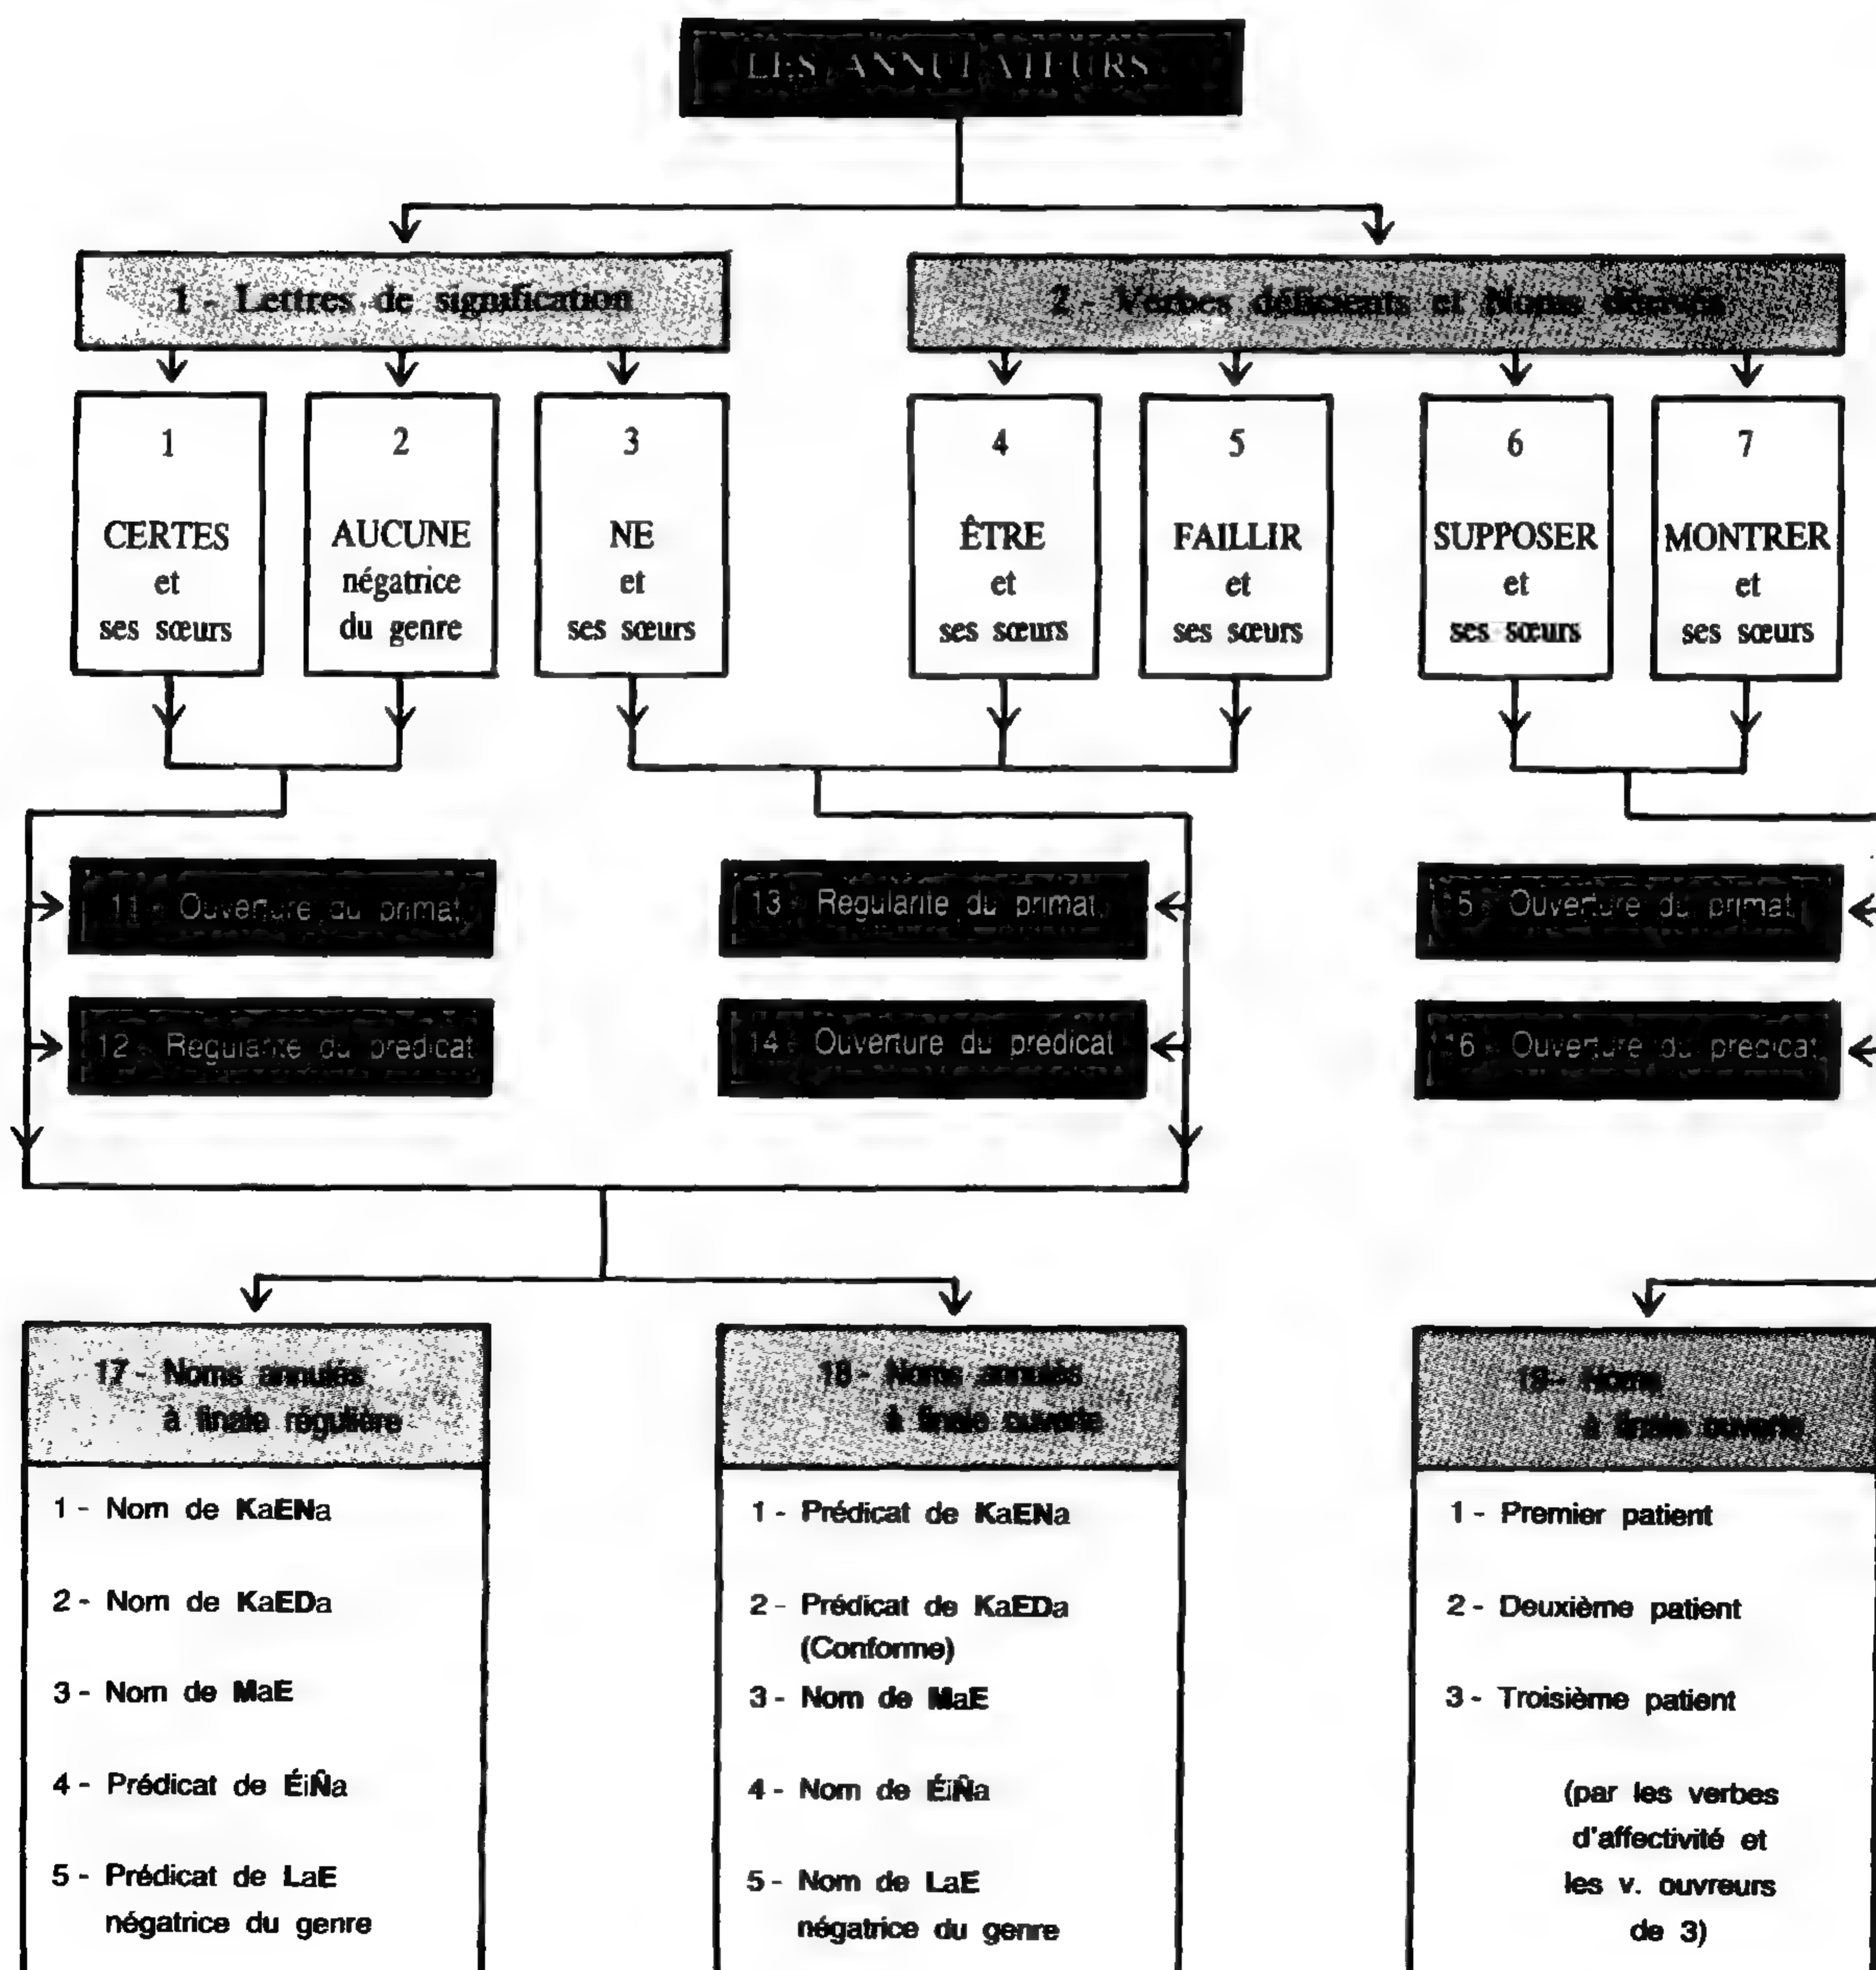 LES ANNULATEURS
1 - Lettres de signification
2 - Verbes déficients et Noms dérivés
1
CERTES
et
ses sœurs
2
AUCUNE
négatrice
du genre
3
NE
et
ses sœurs
4
ÊTRE
et
ses sœurs
5
FAILLIR
et
ses sœurs
6
SUPPOSER
et
ses sœurs
7
MONTRER
et
ses sœurs
11 - Ouverture du primat
12 - Regularite du predicat
13 - Regularite du primat
14 - Ouverture du predicat
15 - Ouverture du primat
16 - Ouverture du predicat
17 - Noms annulés
à finale régulière
1 - Nom de KaENa
2 - Nom de KaEDa
3 - Nom de MaE
4 - Prédicat de ÉiÑa
5 - Prédicat de LaE
négatrice du genre
18 - Noms annulés
à finale ouverte
1 - Prédicat de KaENa
2 - Prédicat de KaEDa
(Conforme)
3 - Nom de MaE
4 - Nom de ÉiÑa
5 - Nom de LaE
négatrice du genre
19 - Noms
à finale ouverte
1 - Premier patient
2 - Deuxième patient
3 - Troisième patient
(par les verbes
d'affectivité et
les v. ouvreurs
de 3)